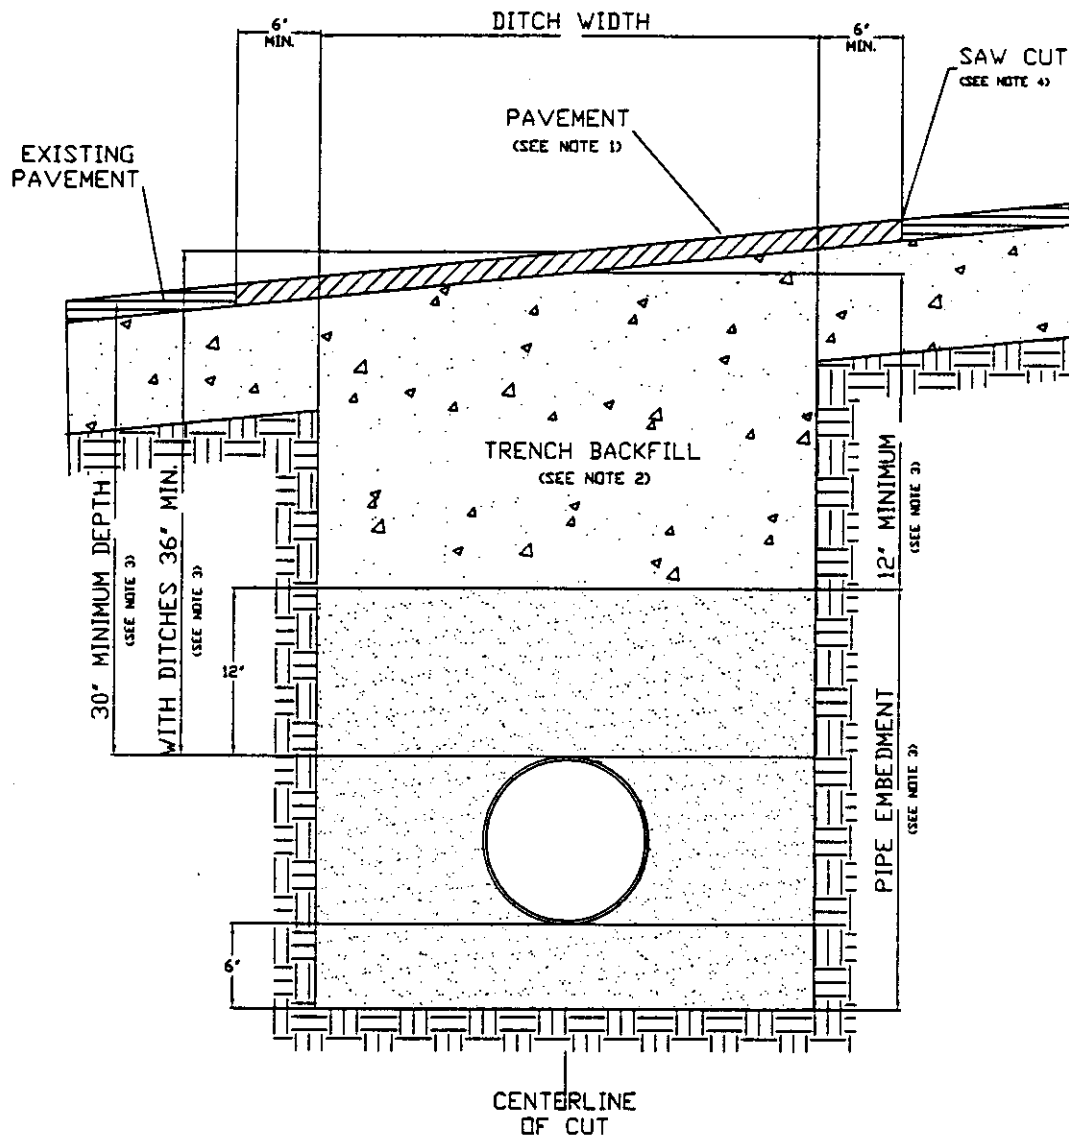 6" MIN.
DITCH WIDTH
6" MIN.
SAW CUT
(SEE NOTE 4)
PAVEMENT
(SEE NOTE 1)
EXISTING
PAVEMENT
TRENCH BACKFILL
(SEE NOTE 2)
30" MINIMUM DEPTH
(SEE NOTE 3)
WITH DITCHES 36" MIN.
(SEE NOTE 3)
12" MINIMUM
(SEE NOTE 3)
12"
PIPE EMBEDMENT
(SEE NOTE 3)
6"
CENTERLINE
OF CUT